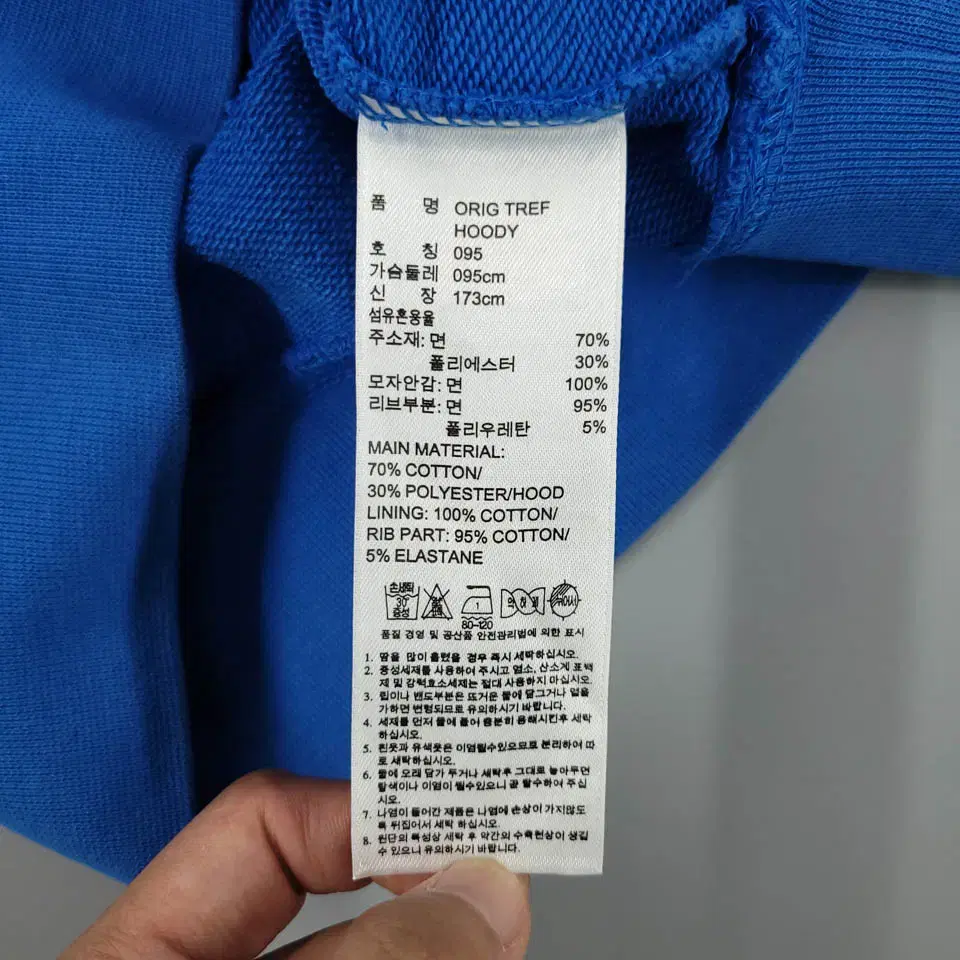 품 명 ORIG TREF
HOODY
호 칭 095
가슴둘레 095cm
신 장 173cm
섬유혼용율
주소재: 면 70%
폴리에스터 30%
모자안감: 면 100%
리브부분: 면 95%
폴리우레탄 5%
MAIN MATERIAL:
70% COTTON/
30% POLYESTER/HOOD
LINING: 100% COTTON/
RIB PART: 95% COTTON/
5% ELASTANE
손세탁
30°
중성
1
약하게
80~120
품질 경영 및 공산품 안전관리법에 의한 표시
1. 땀을 많이 흘렸을 경우 즉시 세탁하십시오.
2. 중성세제를 사용하여 주시고 염소, 산소계 표백
제 및 강력효소세제는 절대 사용하지 마십시오.
3. 립이나 밴드부분은 뜨거운 물에 담그거나 열을
가하면 변형되므로 유의하시기 바랍니다.
4. 세제를 먼저 물에 풀어 충분히 용해시킨후 세탁
하십시오.
5. 흰옷과 유색옷은 이염될수있으므로 분리하여 따
로 세탁하십시오.
6. 물에 오래 담가 두거나 세탁후 그대로 놓아두면
탈색이나 이염이 될수있으니 곧 탈수하여 주십
시오.
7. 나염이 들어간 제품은 나염에 손상이 가지않도
록 뒤집어서 세탁 하십시오.
8. 원단의 특성상 세탁 후 약간의 수축현상이 생길
수 있으니 유의하시기 바랍니다.